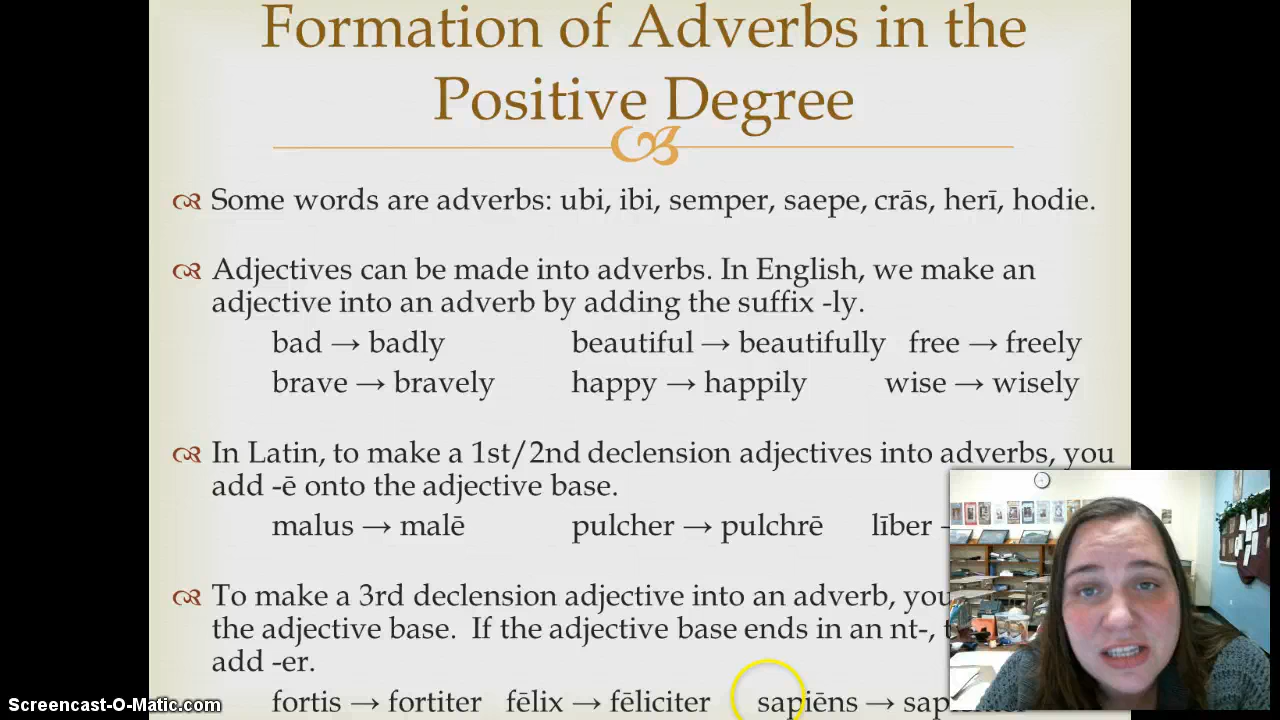 Formation of Adverbs in the
Positive Degree
Some words are adverbs: ubi, ibi, semper, saepe, crās, herī, hodie.
Adjectives can be made into adverbs. In English, we make an
adjective into an adverb by adding the suffix -ly.
bad → badly beautiful → beautifully free → freely
brave → bravely happy → happily wise → wisely
In Latin, to make a 1st/2nd declension adjectives into adverbs, you
add -ē onto the adjective base.
malus → malē pulcher → pulchrē līber
To make a 3rd declension adjective into an adverb, you
the adjective base. If the adjective base ends in an nt-,
add -er.
fortis → fortiter fēlix → fēliciter sapiēns →
Screencast-O-Matic.com